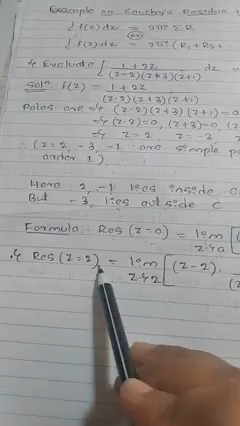 Example on Cauchy's Residue t
{ f(z)dz = 2πi ΣR
(or)
{ f(z)dz = 2πi (R₁+R₂+
⇒ Evaluate { 1+2z
(z-2)(z+3)(z+1) dz
Solⁿ f(z) = 1+2z
(z-2)(z+3)(z+1)
Poles are ⇒ (z-2)(z+3)(z+1)=0
⇒ (z-2)=0, (z+3)=0 (z
⇒ z=2, z=-3,
∴ (z=2, -3, -1 are simple p
order 1)
Here 2, -1 lies inside C
But -3, lies outside C
Formula: Res (z=a) = lim
z→a
⇒ Res (z=2) = lim [(z-2).
z→2 (z